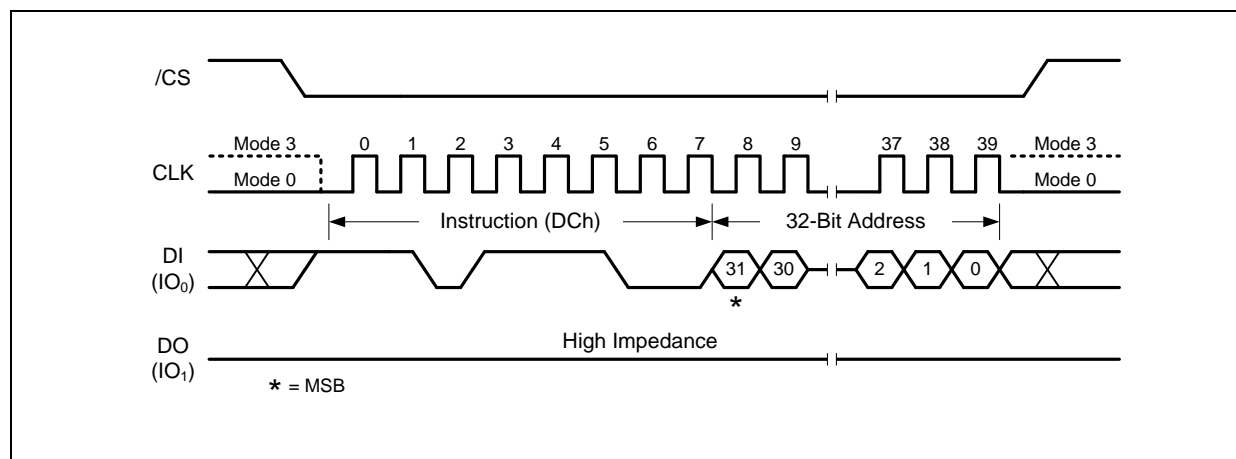 /CS
Mode 3 0 1 2 3 4 5 6 7 8 9 37 38 39 Mode 3
CLK
Mode 0 Mode 0
Instruction (DCh) 32-Bit Address
DI
(IO₀)
31 30 2 1 0
*
High Impedance
DO
(IO₁)
* = MSB